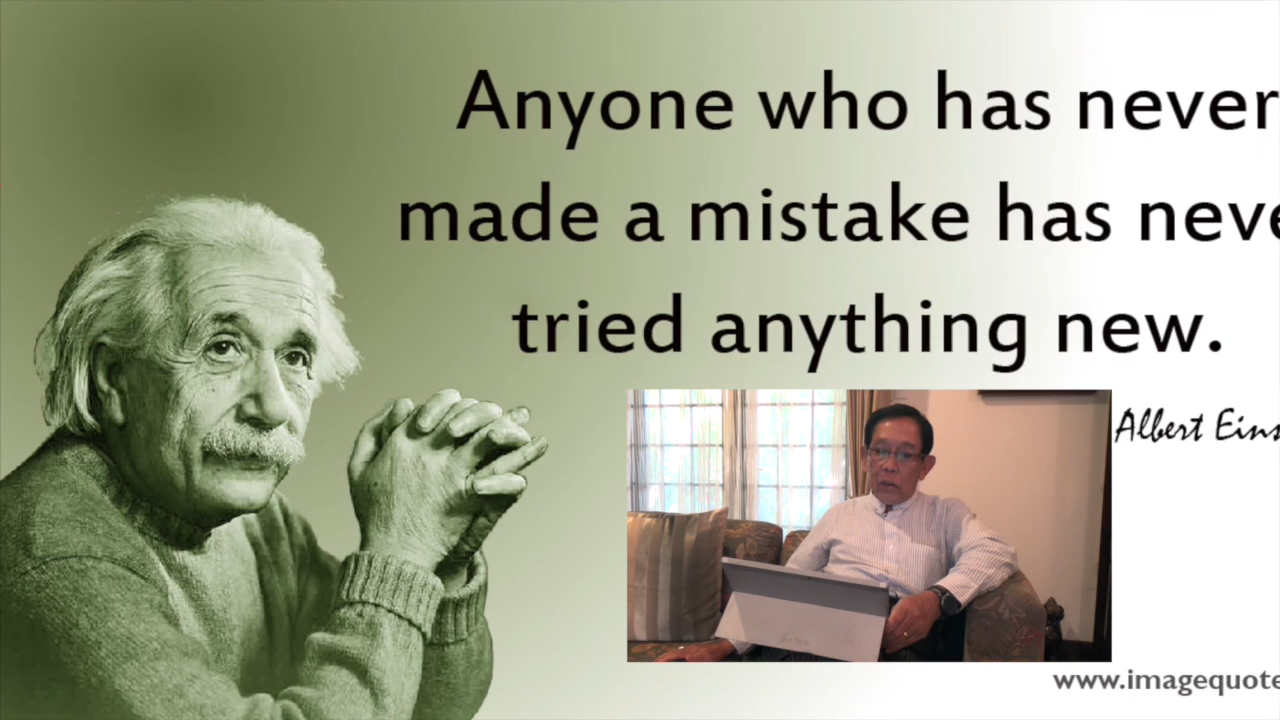 Anyone who has never
made a mistake has neve
tried anything new.
Albert Eins
www.imagequote